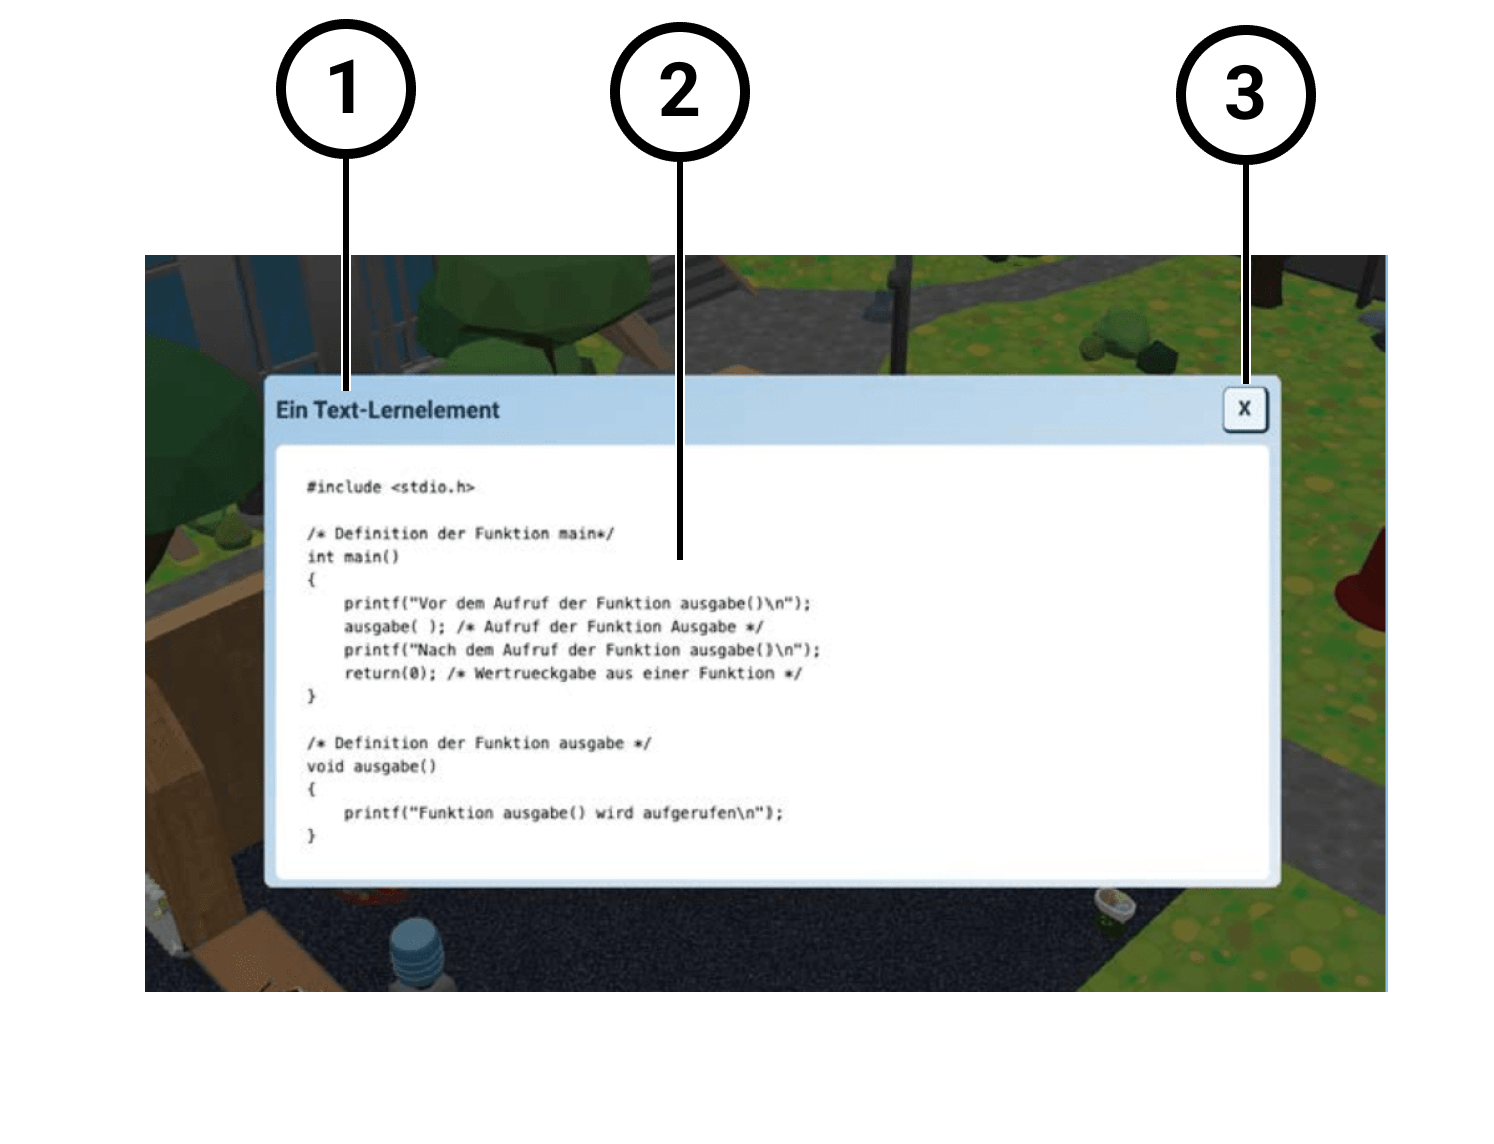 1
2
3
Ein Text-Lernelement
X
#include <stdio.h>
/* Definition der Funktion main*/
int main()
{
    printf("Vor dem Aufruf der Funktion ausgabe()\n");
    ausgabe( ); /* Aufruf der Funktion Ausgabe */
    printf("Nach dem Aufruf der Funktion ausgabe()\n");
    return(0); /* Wertrueckgabe aus einer Funktion */
}
/* Definition der Funktion ausgabe */
void ausgabe()
{
    printf("Funktion ausgabe() wird aufgerufen\n");
}